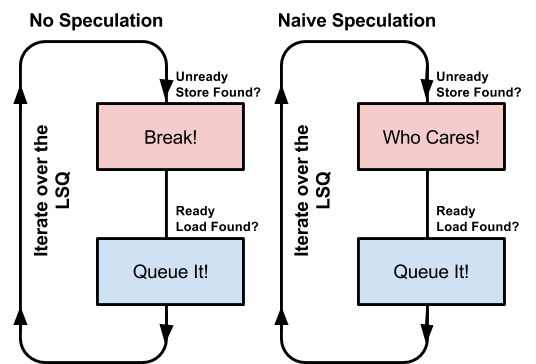 No Speculation
Unready
Store Found?
Break!
Iterate over the
LSQ
Ready
Load Found?
Queue It!
Naive Speculation
Unready
Store Found?
Who Cares!
Iterate over the
LSQ
Ready
Load Found?
Queue It!